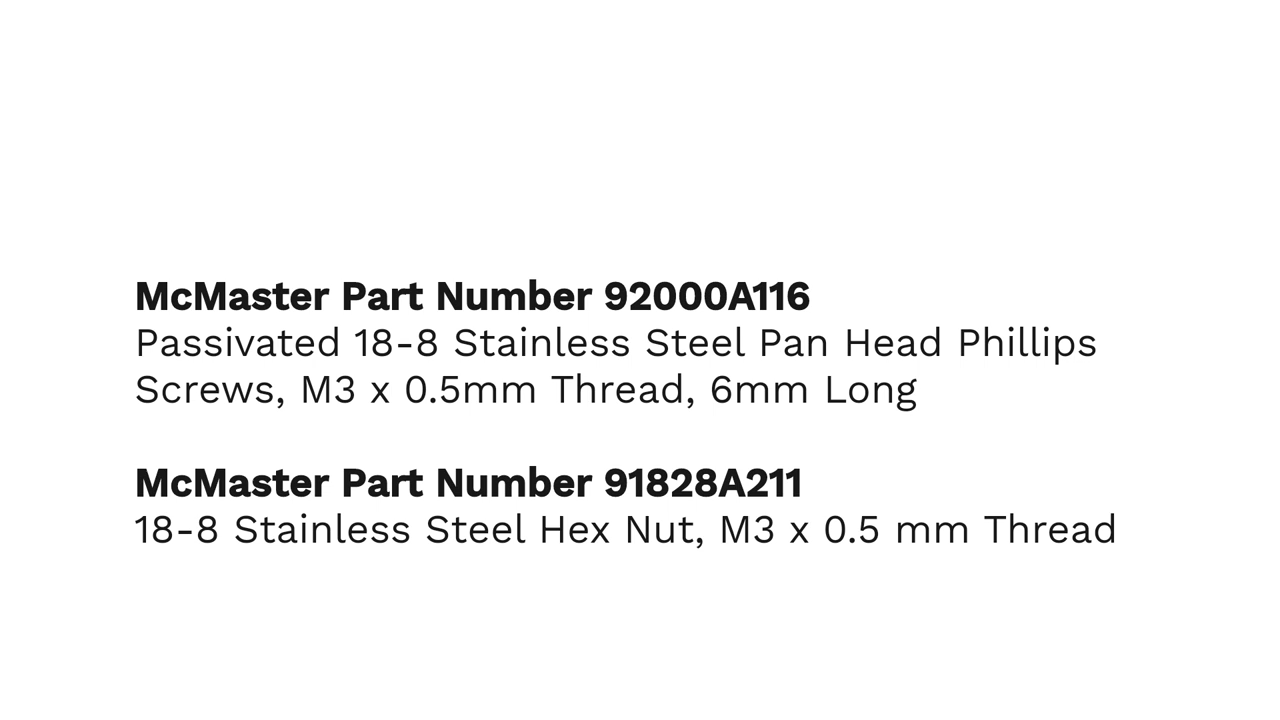 McMaster Part Number 92000A116
Passivated 18-8 Stainless Steel Pan Head Phillips
Screws, M3 x 0.5mm Thread, 6mm Long
McMaster Part Number 91828A211
18-8 Stainless Steel Hex Nut, M3 x 0.5 mm Thread